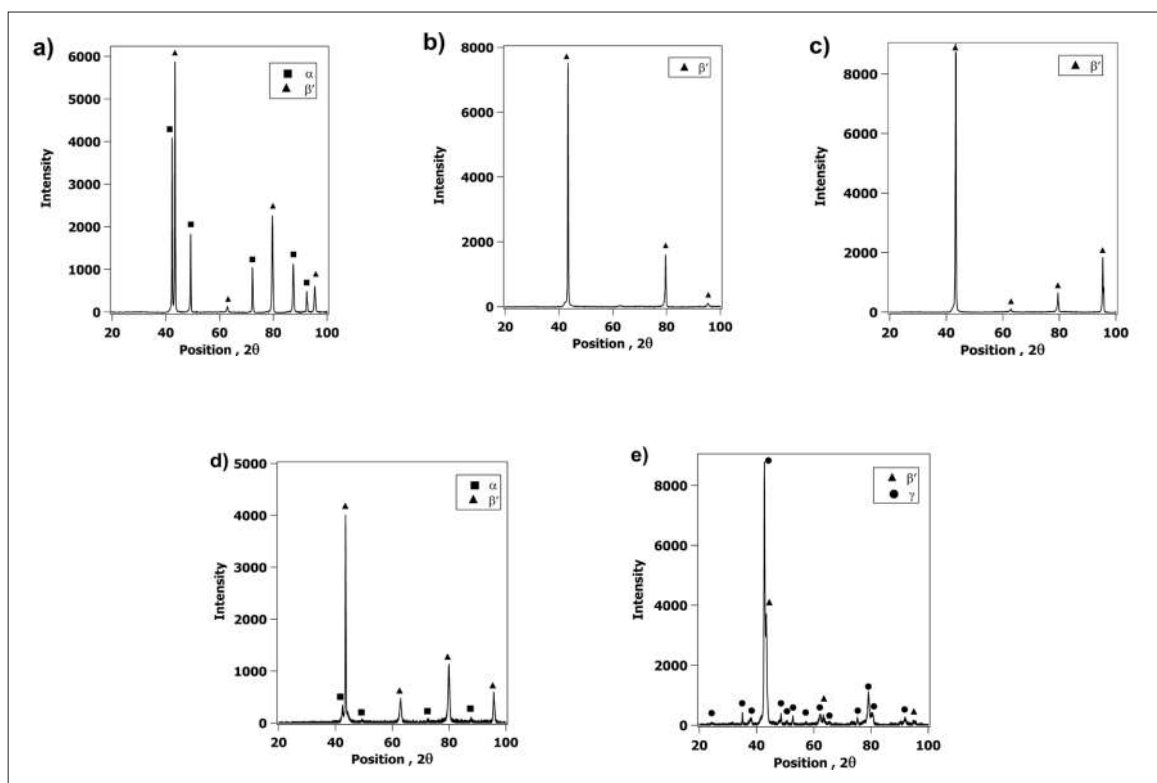 a)
6000
5000
4000
3000
2000
1000
0
Intensity
20 40 60 80 100
Position , 2θ
■ α
▲ β′
b)
8000
6000
4000
2000
0
Intensity
20 40 60 80 100
Position , 2θ
▲ β′
c)
8000
6000
4000
2000
0
Intensity
20 40 60 80 100
Position , 2θ
▲ β′
d)
5000
4000
3000
2000
1000
0
Intensity
20 40 60 80 100
Position , 2θ
■ α
▲ β′
e)
8000
6000
4000
2000
0
Intensity
20 40 60 80 100
Position , 2θ
▲ β′
● γ